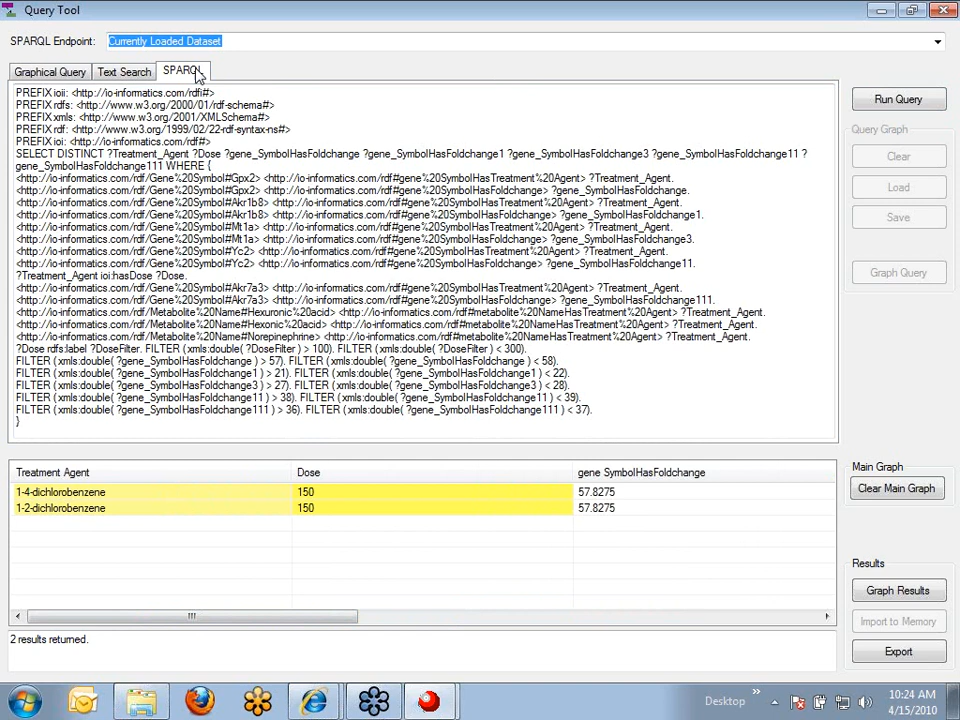 Query Tool
SPARQL Endpoint: Currently Loaded Dataset
Graphical Query Text Search SPARQL
PREFIX ioii: <http://io-informatics.com/rdfi#>
PREFIX rdfs: <http://www.w3.org/2000/01/rdf-schema#>
PREFIX xmls: <http://www.w3.org/2001/XMLSchema#>
PREFIX rdf: <http://www.w3.org/1999/02/22-rdf-syntax-ns#>
PREFIX ioi: <http://io-informatics.com/rdf#>
SELECT DISTINCT ?Treatment_Agent ?Dose ?gene_SymbolHasFoldchange ?gene_SymbolHasFoldchange1 ?gene_SymbolHasFoldchange3 ?gene_SymbolHasFoldchange11 ?
gene_SymbolHasFoldchange111 WHERE {
<http://io-informatics.com/rdf/Gene%20Symbol#Gpx2> <http://io-informatics.com/rdf#gene%20SymbolHasTreatment%20Agent> ?Treatment_Agent.
<http://io-informatics.com/rdf/Gene%20Symbol#Gpx2> <http://io-informatics.com/rdf#gene%20SymbolHasFoldchange> ?gene_SymbolHasFoldchange.
<http://io-informatics.com/rdf/Gene%20Symbol#Akr1b8> <http://io-informatics.com/rdf#gene%20SymbolHasTreatment%20Agent> ?Treatment_Agent.
<http://io-informatics.com/rdf/Gene%20Symbol#Akr1b8> <http://io-informatics.com/rdf#gene%20SymbolHasFoldchange> ?gene_SymbolHasFoldchange1.
<http://io-informatics.com/rdf/Gene%20Symbol#Mt1a> <http://io-informatics.com/rdf#gene%20SymbolHasTreatment%20Agent> ?Treatment_Agent.
<http://io-informatics.com/rdf/Gene%20Symbol#Mt1a> <http://io-informatics.com/rdf#gene%20SymbolHasFoldchange> ?gene_SymbolHasFoldchange3.
<http://io-informatics.com/rdf/Gene%20Symbol#Yc2> <http://io-informatics.com/rdf#gene%20SymbolHasTreatment%20Agent> ?Treatment_Agent.
<http://io-informatics.com/rdf/Gene%20Symbol#Yc2> <http://io-informatics.com/rdf#gene%20SymbolHasFoldchange> ?gene_SymbolHasFoldchange11.
?Treatment_Agent ioi:hasDose ?Dose.
<http://io-informatics.com/rdf/Gene%20Symbol#Akr7a3> <http://io-informatics.com/rdf#gene%20SymbolHasTreatment%20Agent> ?Treatment_Agent.
<http://io-informatics.com/rdf/Gene%20Symbol#Akr7a3> <http://io-informatics.com/rdf#gene%20SymbolHasFoldchange> ?gene_SymbolHasFoldchange111.
<http://io-informatics.com/rdf/Metabolite%20Name#Hexuronic%20acid> <http://io-informatics.com/rdf#metabolite%20NameHasTreatment%20Agent> ?Treatment_Agent.
<http://io-informatics.com/rdf/Metabolite%20Name#Hexonic%20acid> <http://io-informatics.com/rdf#metabolite%20NameHasTreatment%20Agent> ?Treatment_Agent.
<http://io-informatics.com/rdf/Metabolite%20Name#Norepinephrine> <http://io-informatics.com/rdf#metabolite%20NameHasTreatment%20Agent> ?Treatment_Agent.
?Dose rdfs:label ?DoseFilter. FILTER (xmls:double( ?DoseFilter ) > 100). FILTER (xmls:double( ?DoseFilter ) < 300).
FILTER (xmls:double( ?gene_SymbolHasFoldchange ) > 57). FILTER (xmls:double( ?gene_SymbolHasFoldchange ) < 58).
FILTER (xmls:double( ?gene_SymbolHasFoldchange1 ) > 21). FILTER (xmls:double( ?gene_SymbolHasFoldchange1 ) < 22).
FILTER (xmls:double( ?gene_SymbolHasFoldchange3 ) > 27). FILTER (xmls:double( ?gene_SymbolHasFoldchange3 ) < 28).
FILTER (xmls:double( ?gene_SymbolHasFoldchange11 ) > 38). FILTER (xmls:double( ?gene_SymbolHasFoldchange11 ) < 39).
FILTER (xmls:double( ?gene_SymbolHasFoldchange111 ) > 36). FILTER (xmls:double( ?gene_SymbolHasFoldchange111 ) < 37).
}
Run Query
Query Graph
Clear
Load
Save
Graph Query
Treatment Agent Dose gene SymbolHasFoldchange
1-4-dichlorobenzene 150 57.8275
1-2-dichlorobenzene 150 57.8275
Main Graph
Clear Main Graph
Results
Graph Results
Import to Memory
Export
2 results returned.
Desktop
10:24 AM
4/15/2010